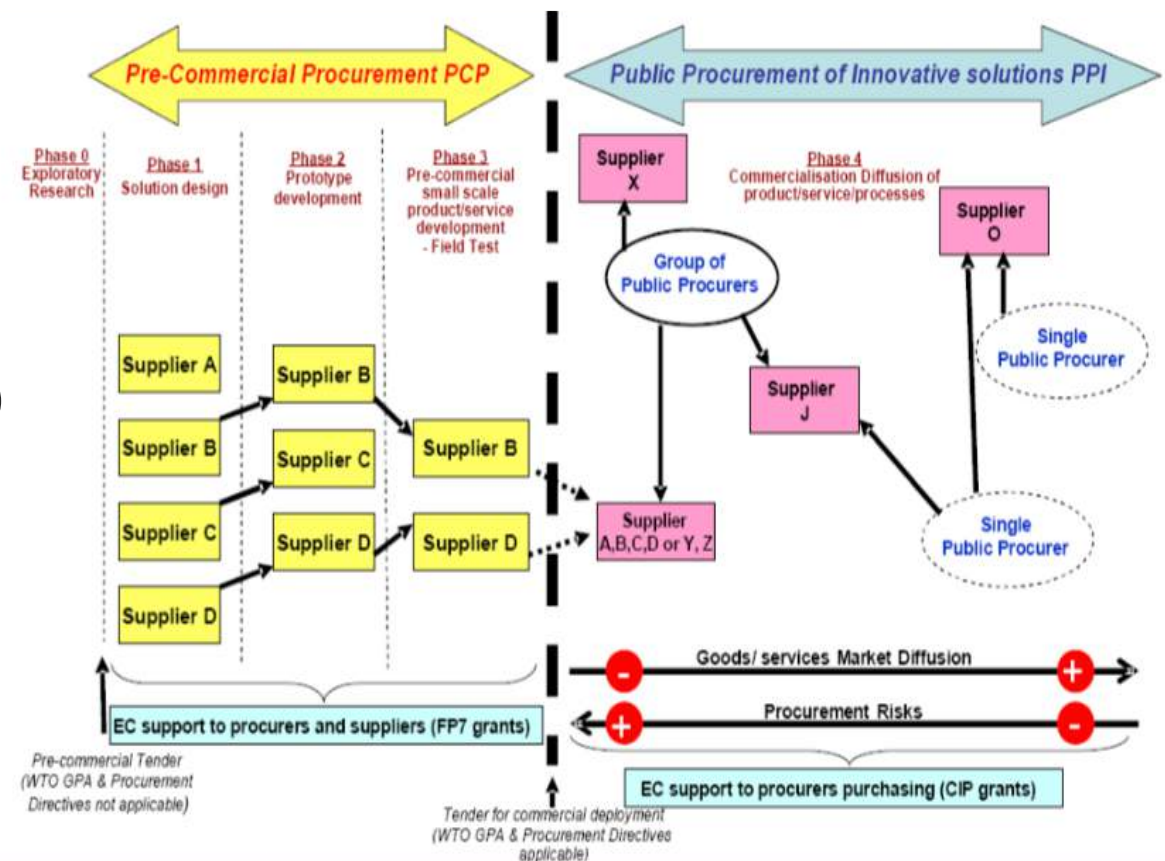 Pre-Commercial Procurement PCP
Public Procurement of Innovative solutions PPI
Phase 0
Exploratory
Research
Phase 1
Solution design
Phase 2
Prototype
development
Phase 3
Pre-commercial
small scale
product/service
development
- Field Test
Supplier
X
Phase 4
Commercialisation Diffusion of
product/service/processes
Supplier
O
Group of
Public Procurers
Single
Public Procurer
Supplier A
Supplier B
Supplier C
Supplier D
Supplier B
Supplier C
Supplier D
Supplier B
Supplier D
Supplier
J
Supplier
A,B,C,D or Y, Z
Single
Public Procurer
Goods/ services Market Diffusion
- +
Procurement Risks
+ -
EC support to procurers and suppliers (FP7 grants)
EC support to procurers purchasing (CIP grants)
Pre-commercial Tender
(WTO GPA & Procurement
Directives not applicable)
Tender for commercial deployment
(WTO GPA & Procurement Directives
applicable)
)